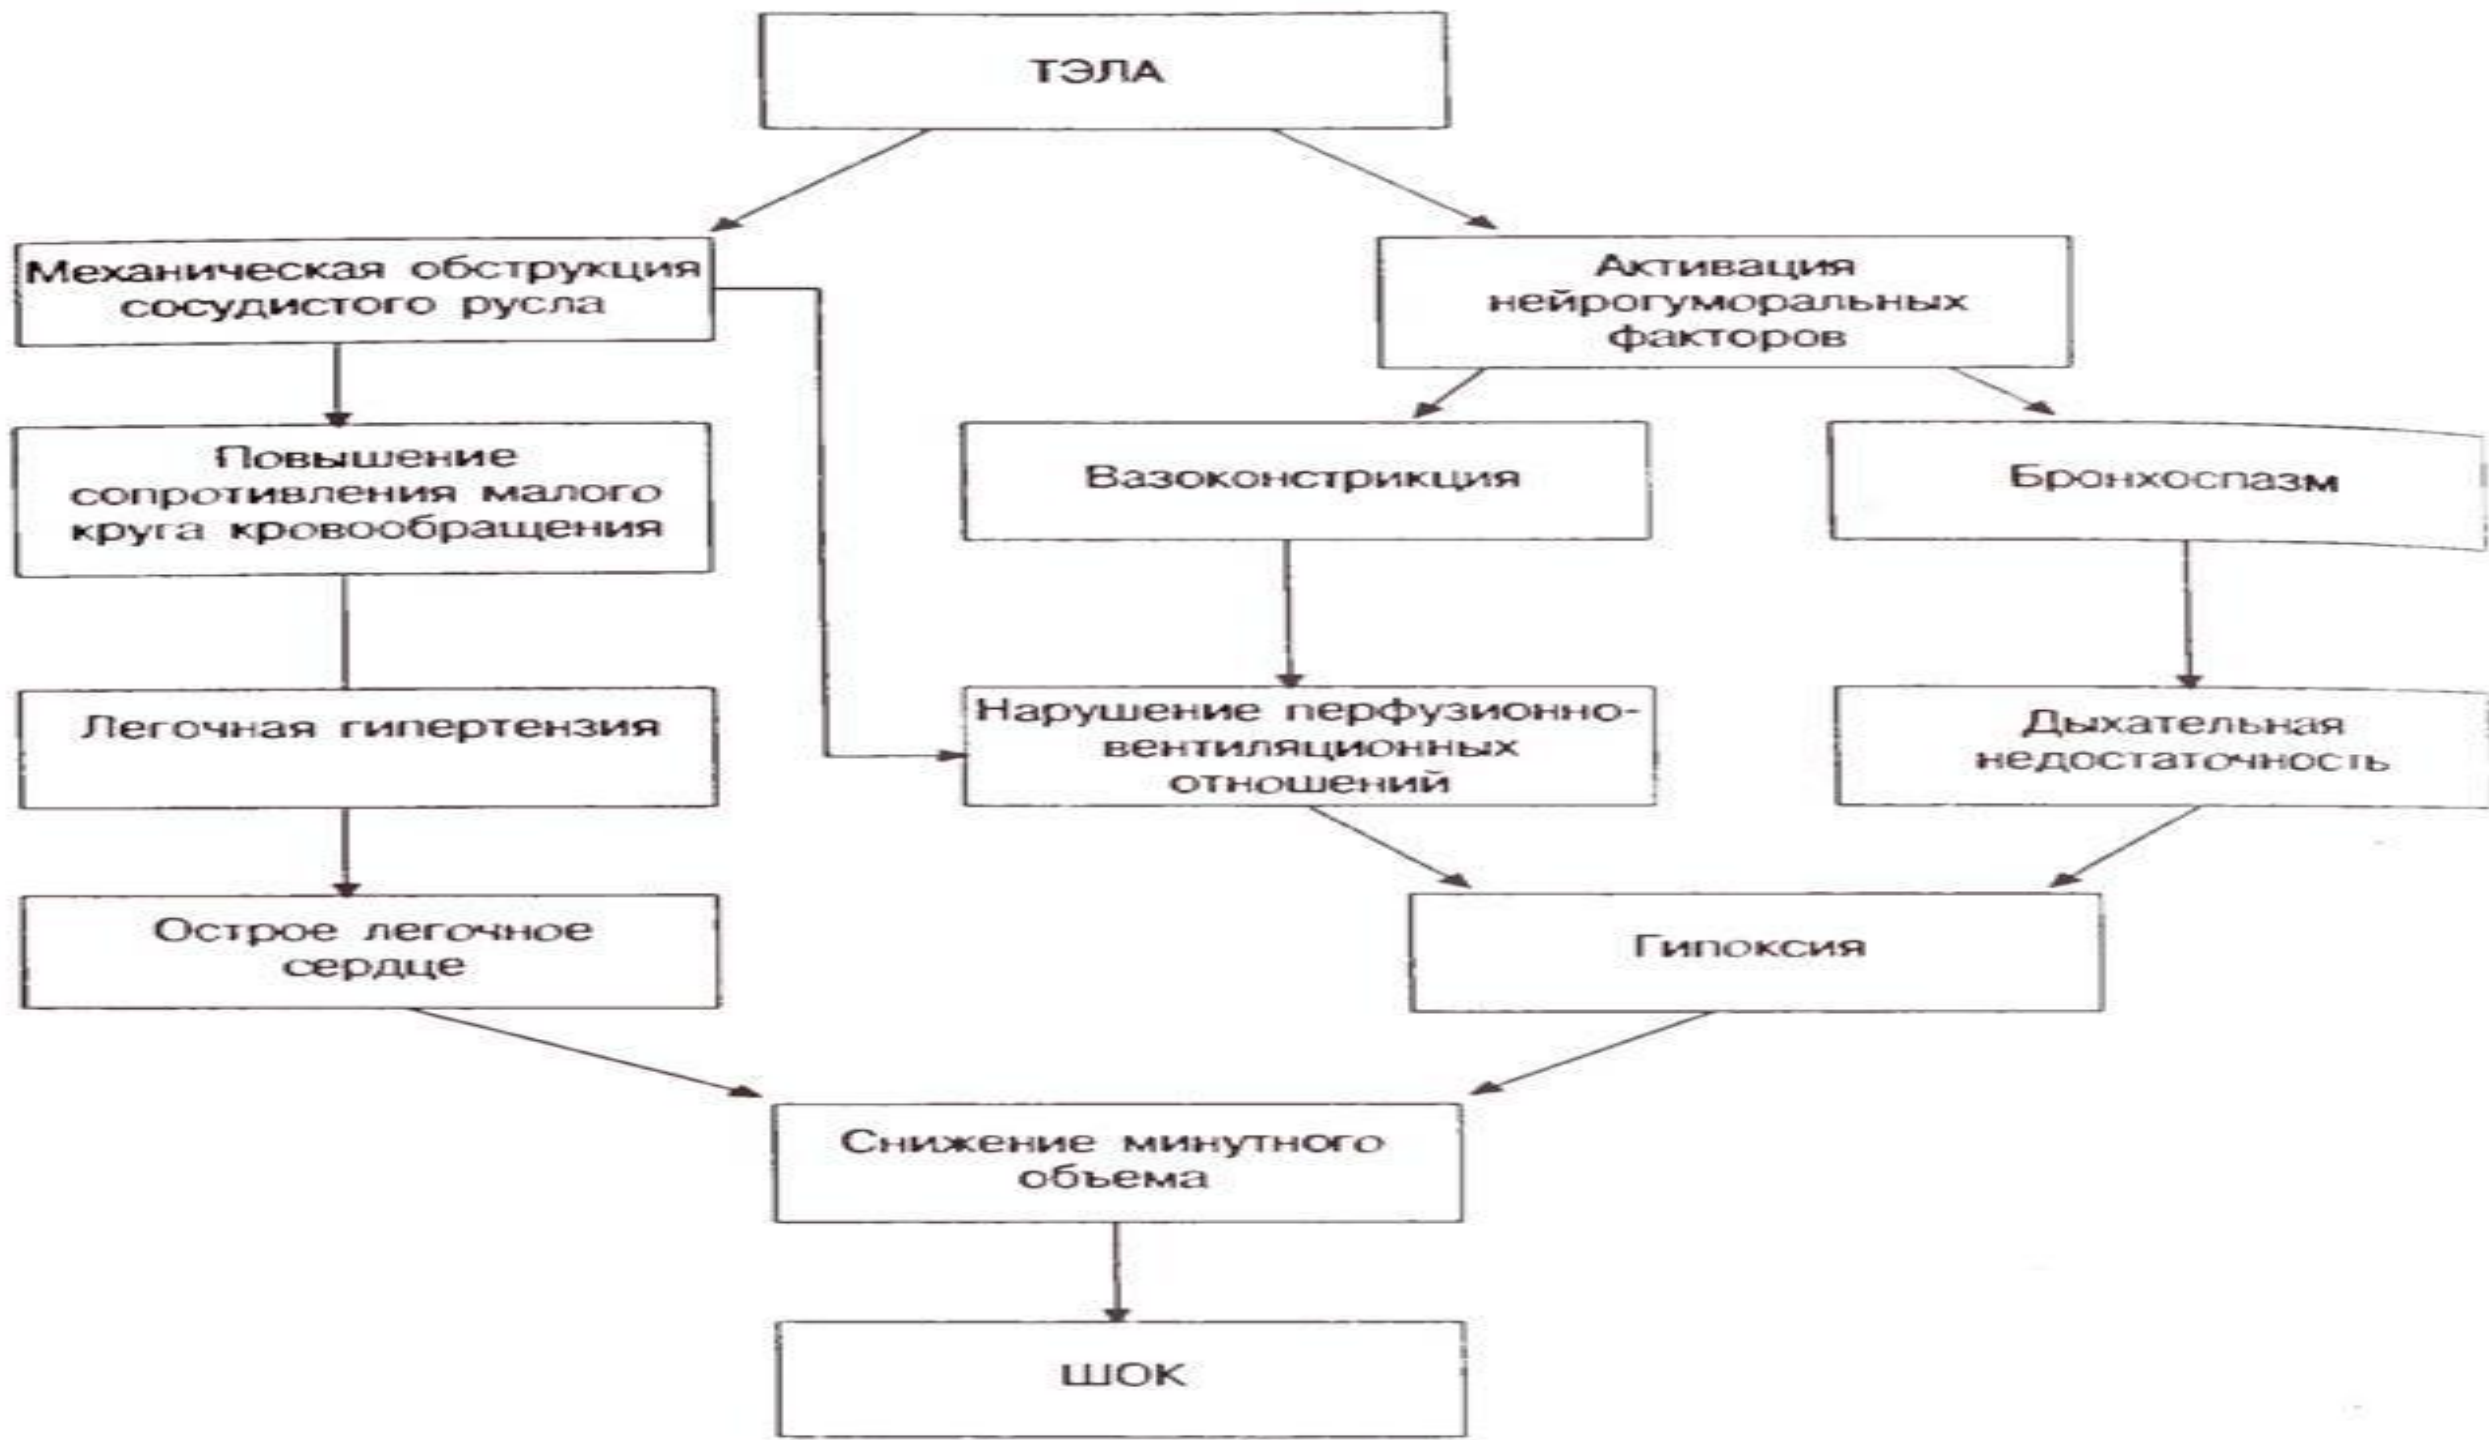 ТЭЛА
Механическая обструкция
сосудистого русла
Активация
нейрогуморальных
факторов
Повышение
сопротивления малого
круга кровообращения
Вазоконстрикция
Бронхоспазм
Легочная гипертензия
Нарушение перфузионно-
вентиляционных
отношений
Дыхательная
недостаточность
Острое легочное
сердце
Гипоксия
Снижение минутного
объема
ШОК